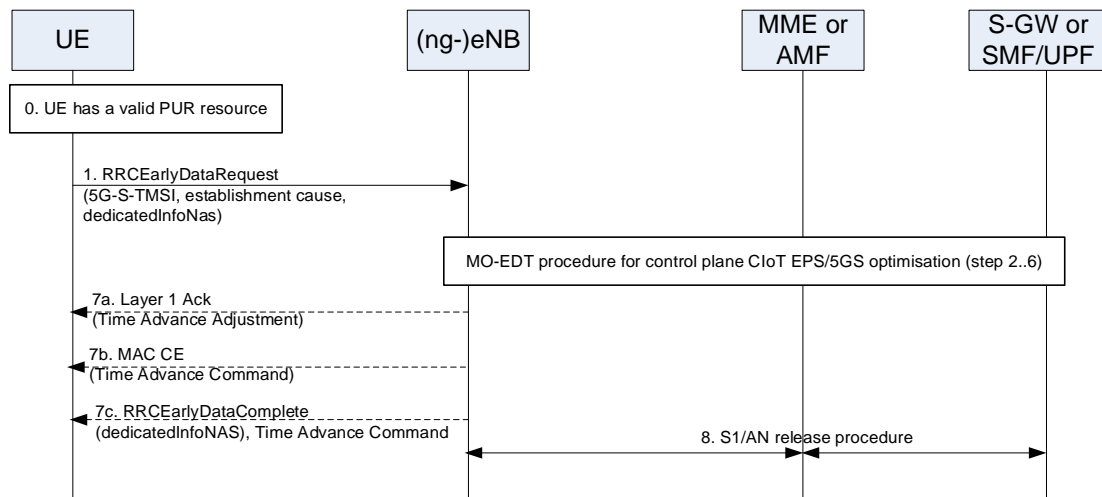 UE
(ng-)eNB
MME or
AMF
S-GW or
SMF/UPF
0. UE has a valid PUR resource
1. RRCEarlyDataRequest
(5G-S-TMSI, establishment cause,
dedicatedInfoNas)
MO-EDT procedure for control plane CIoT EPS/5GS optimisation (step 2..6)
7a. Layer 1 Ack
(Time Advance Adjustment)
7b. MAC CE
(Time Advance Command)
7c. RRCEarlyDataComplete
(dedicatedInfoNAS), Time Advance Command
8. S1/AN release procedure